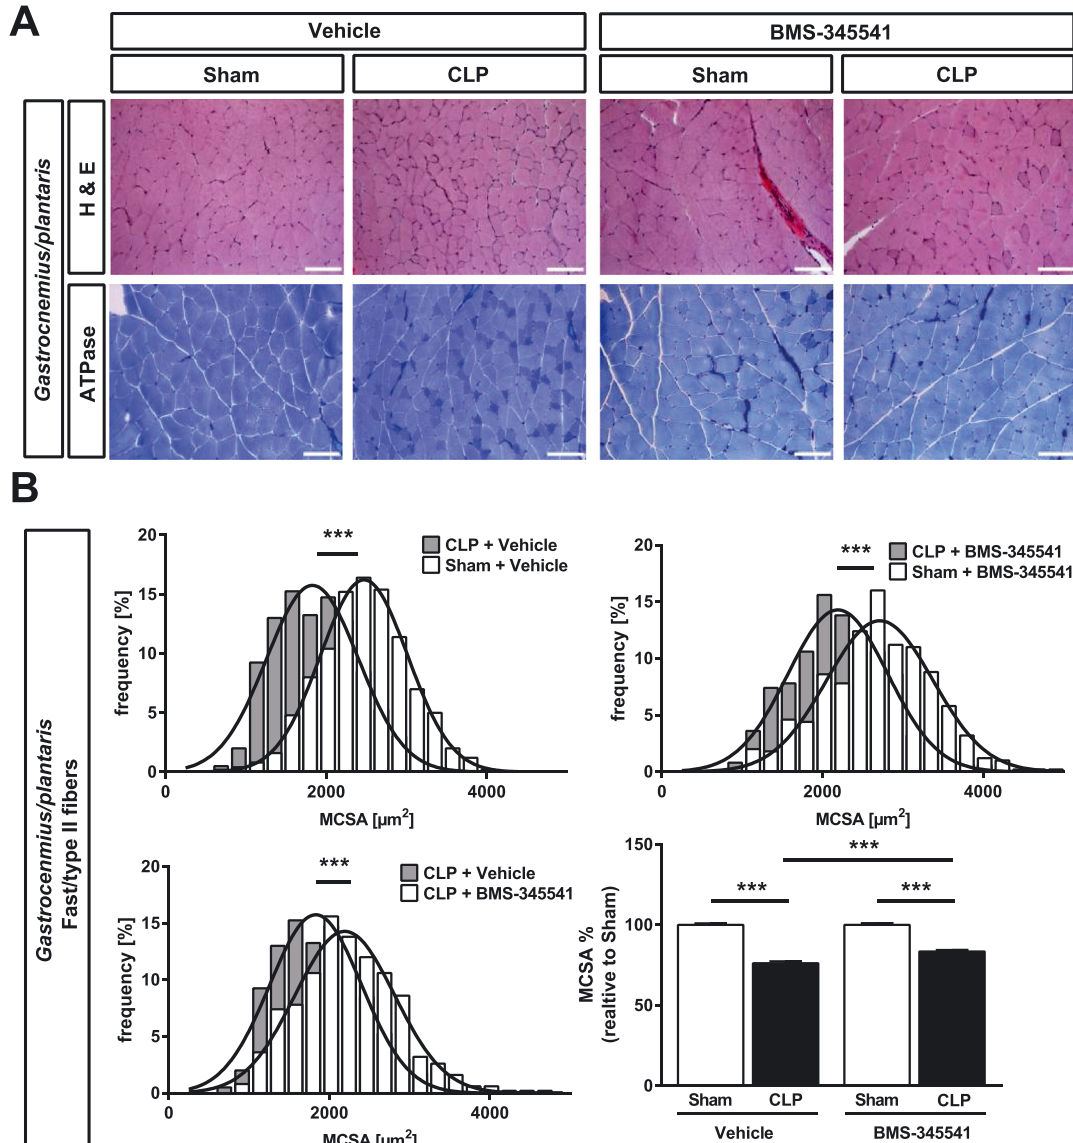 A
Vehicle
BMS-345541
Sham
CLP
Sham
CLP
Gastrocnemius/plantaris
H & E
ATPase
B
Gastrocenmius/plantaris
Fast/type II fibers
20
15
10
5
0
frequency [%]
***
CLP + Vehicle
Sham + Vehicle
0
2000
4000
MCSA [µm²]
20
15
10
5
0
frequency [%]
***
CLP + BMS-345541
Sham + BMS-345541
0
2000
4000
MCSA [µm²]
20
15
10
5
0
frequency [%]
***
CLP + Vehicle
CLP + BMS-345541
0
2000
4000
MCSA [µm²]
150
100
50
0
MCSA %
(realtive to Sham)
***
***
***
Sham
CLP
Sham
CLP
Vehicle
BMS-345541